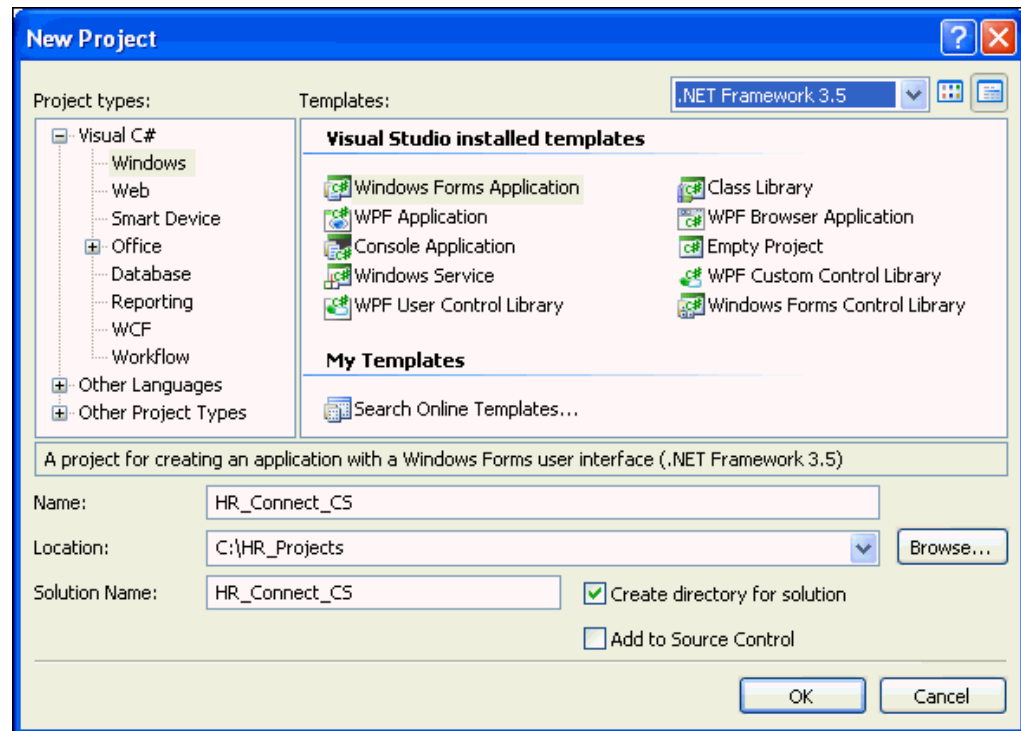 New Project
Project types:
Templates:
.NET Framework 3.5
Visual C#
Windows
Web
Smart Device
Office
Database
Reporting
WCF
Workflow
Other Languages
Other Project Types
Visual Studio installed templates
Windows Forms Application
Class Library
WPF Application
WPF Browser Application
Console Application
Empty Project
Windows Service
WPF Custom Control Library
WPF User Control Library
Windows Forms Control Library
My Templates
Search Online Templates...
A project for creating an application with a Windows Forms user interface (.NET Framework 3.5)
Name:
HR_Connect_CS
Location:
C:\HR_Projects
Browse...
Solution Name:
HR_Connect_CS
Create directory for solution
Add to Source Control
OK
Cancel